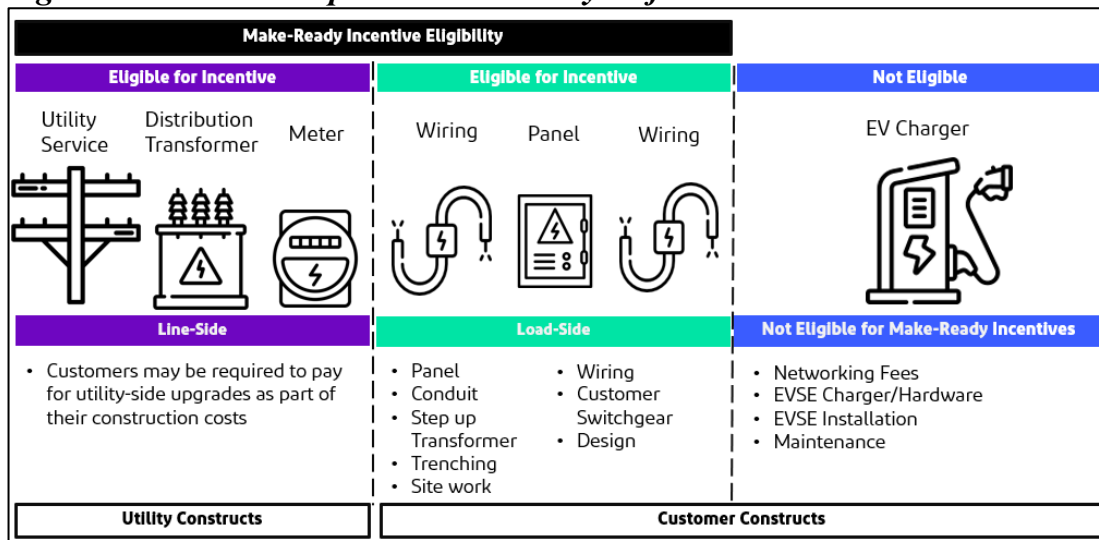 Make-Ready Incentive Eligibility
Eligible for Incentive
Eligible for Incentive
Not Eligible
Utility
Service
Distribution
Transformer
Meter
Wiring
Panel
Wiring
EV Charger
Line-Side
Load-Side
Not Eligible for Make-Ready Incentives
• Customers may be required to pay
for utility-side upgrades as part of
their construction costs
• Panel
• Conduit
• Step up
Transformer
• Trenching
• Site work
• Wiring
• Customer
Switchgear
• Design
• Networking Fees
• EVSE Charger/Hardware
• EVSE Installation
• Maintenance
Utility Constructs
Customer Constructs